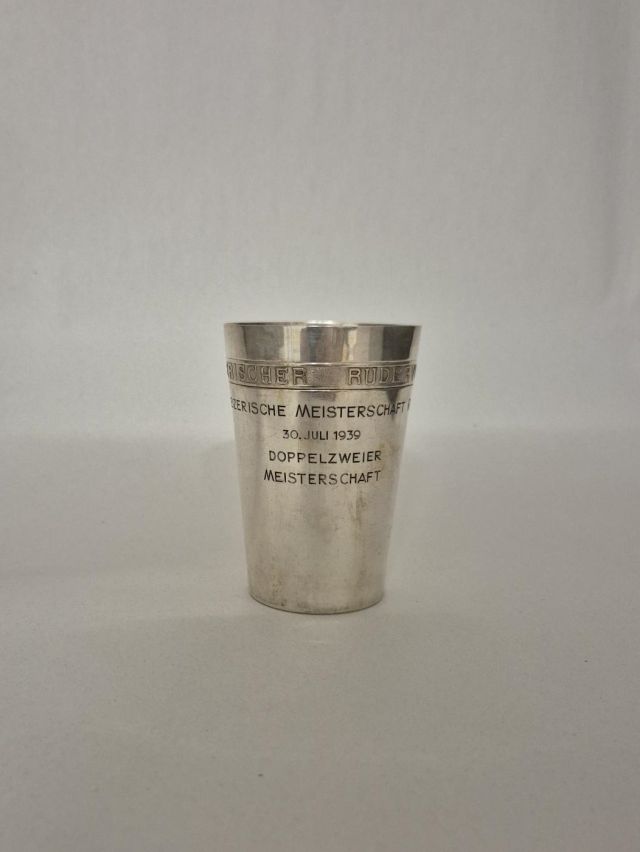 RISCHER RUDER
ZERISCHE MEISTERSCHAFT
30. JULI 1939
DOPPELZWEIER
MEISTERSCHAFT